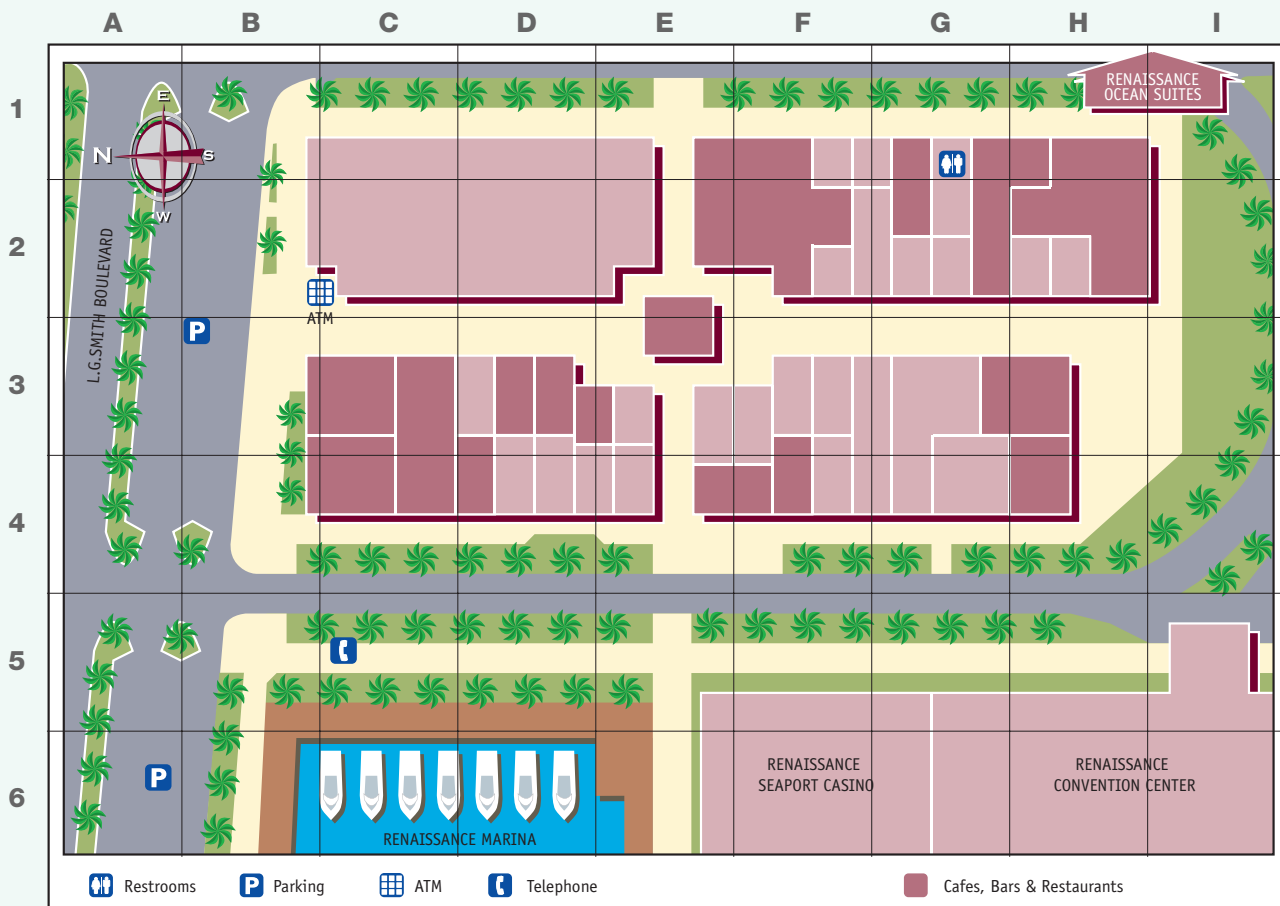 A B C D E F G H I
1
2
3
4
5
6
E
N S
W
L.G.SMITH BOULEVARD
P
P
ATM
RENAISSANCE
OCEAN SUITES
RENAISSANCE
SEAPORT CASINO
RENAISSANCE
CONVENTION CENTER
RENAISSANCE MARINA
Restrooms P Parking ATM Telephone Cafes, Bars & Restaurants